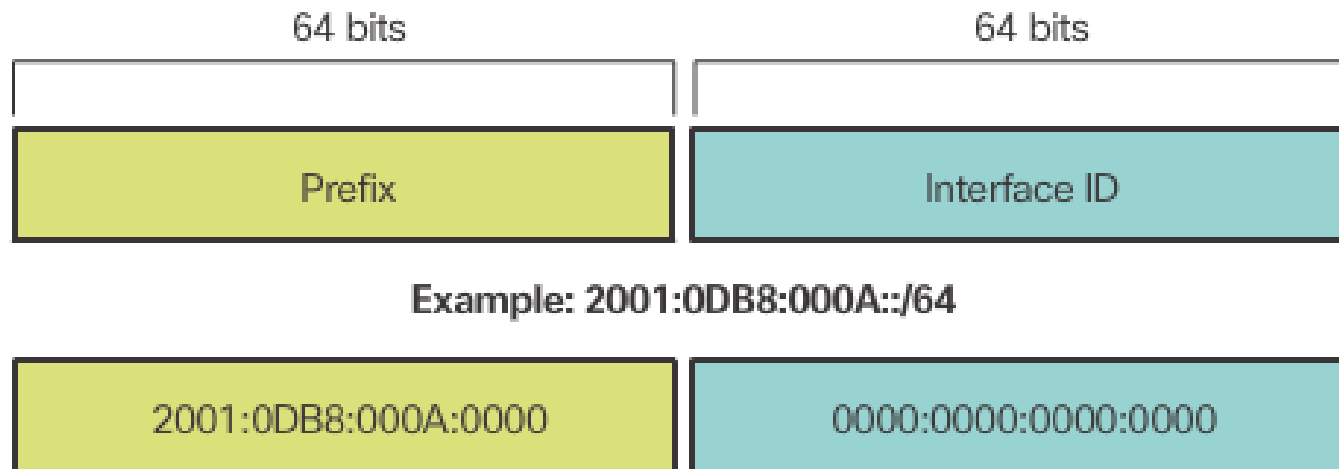 64 bits 64 bits
Prefix Interface ID
Example: 2001:0DB8:000A::/64
2001:0DB8:000A:0000 0000:0000:0000:0000